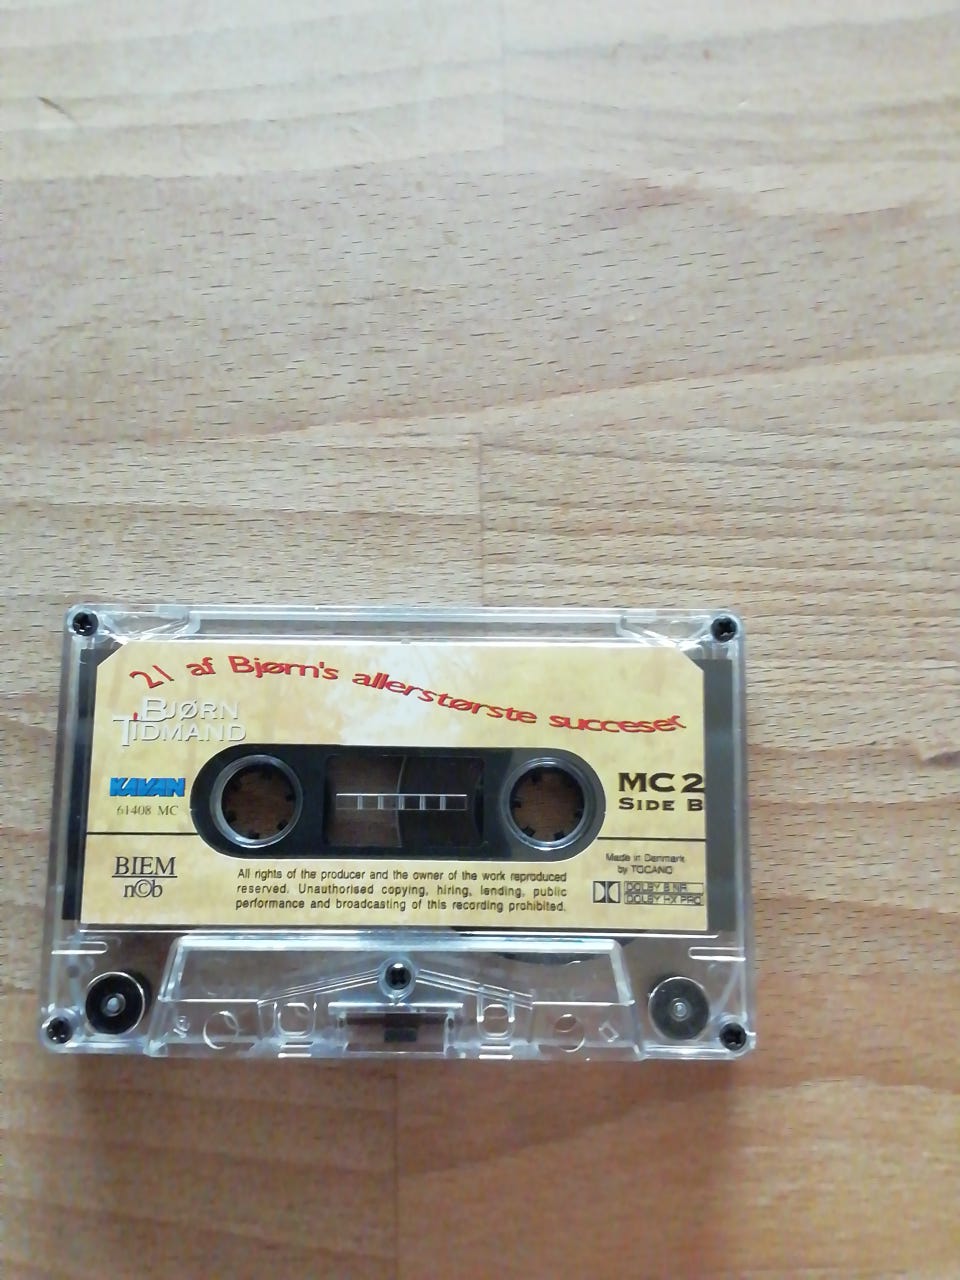 21 af Bjørn's allerstørste succeser
BJØRN
TIDMAND
KAVAN
61408 MC
MC 2
SIDE B
BIEM
n©b
All rights of the producer and the owner of the work reproduced
reserved. Unauthorised copying, hiring, lending, public
performance and broadcasting of this recording prohibited.
Made in Denmark
by TOCANO
DOLBY B NR
DOLBY HX PRO